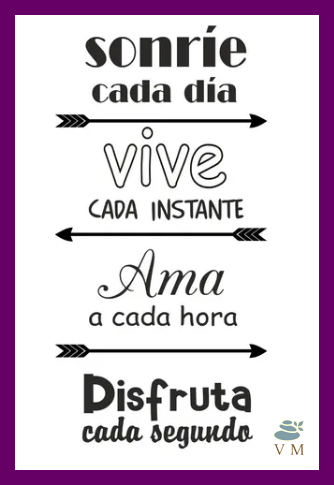 sonríe
cada día
vive
CADA INSTANTE
Ama
a cada hora
Disfruta
cada segundo
V M